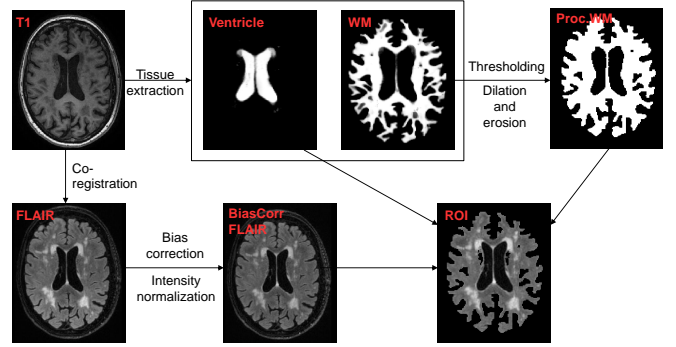 T1
Ventricle
WM
Proc.WM
Tissue
extraction
Thresholding
Dilation
and
erosion
Co-
registration
FLAIR
BiasCorr
FLAIR
ROI
Bias
correction
Intensity
normalization